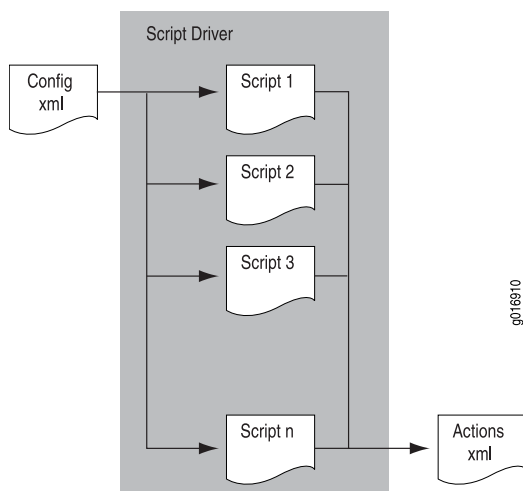 Script Driver
Config
xml
Script 1
Script 2
Script 3
Script n
Actions
xml
g016910